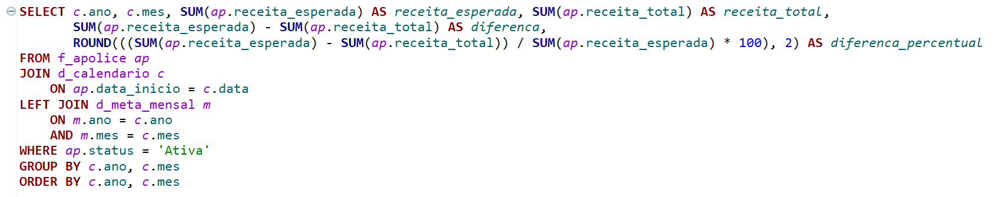 SELECT c.ano, c.mes, SUM(ap.receita_esperada) AS receita_esperada, SUM(ap.receita_total) AS receita_total,
SUM(ap.receita_esperada) - SUM(ap.receita_total) AS diferenca,
ROUND(((SUM(ap.receita_esperada) - SUM(ap.receita_total)) / SUM(ap.receita_esperada) * 100), 2) AS diferenca_percentual
FROM f_apolice ap
JOIN d_calendario c
ON ap.data_inicio = c.data
LEFT JOIN d_meta_mensal m
ON m.ano = c.ano
AND m.mes = c.mes
WHERE ap.status = 'Ativa'
GROUP BY c.ano, c.mes
ORDER BY c.ano, c.mes